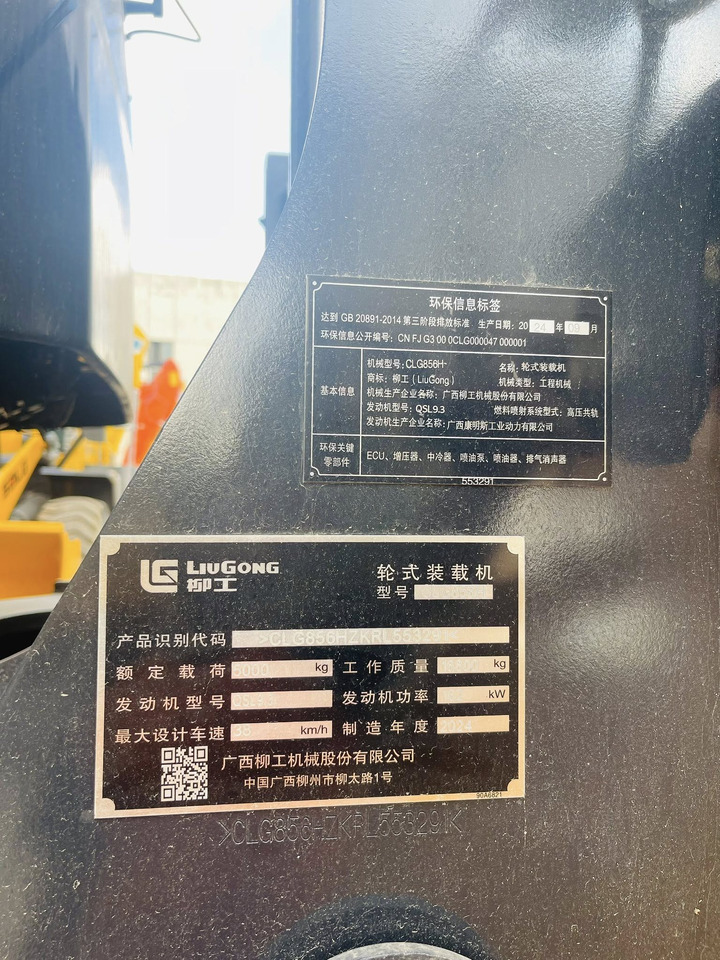 环保信息标签
达到 GB 20891-2014 第三阶段排放标准 生产日期：20 24 年 09 月
环保信息公开编号：CN FJ G3 00 0CLG000047 000001
基本信息
机械型号：CLG856H 名称：轮式装载机
商标：柳工（LiuGong） 机械类型：工程机械
机械生产企业名称：广西柳工机械股份有限公司
发动机型号：QSL9.3 燃料喷射系统型式：高压共轨
发动机生产企业名称：广西康明斯工业动力有限公司
环保关键
零部件
ECU、增压器、中冷器、喷油泵、喷油器、排气消声器
553291
LIUGONG
柳工
轮式装载机
型号
产品识别代码 >CLG856HZKRL553291<
额定载荷 5000 kg 工作质量 kg
发动机型号 发动机功率 kW
最大设计车速 38 km/h 制造年度 2024
广西柳工机械股份有限公司
中国广西柳州市柳太路1号
90A6821
>CLG856HZKRL553291<